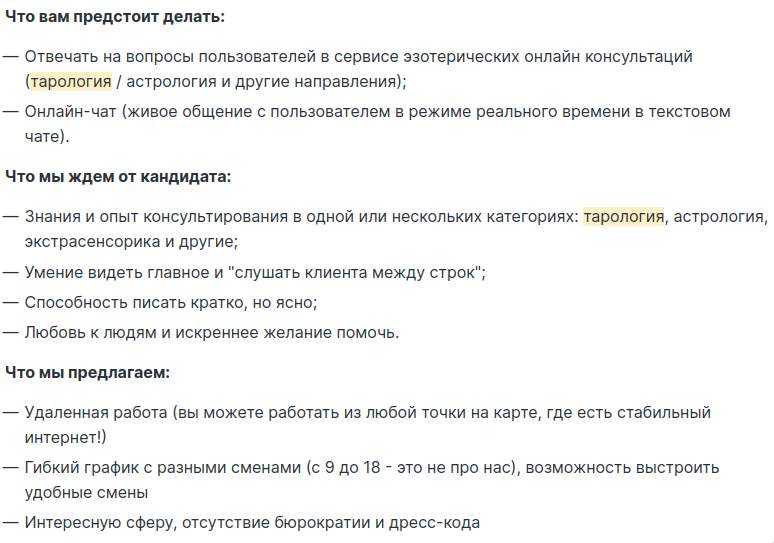 Что вам предстоит делать:
— Отвечать на вопросы пользователей в сервисе эзотерических онлайн консультаций
(тарология / астрология и другие направления);
— Онлайн-чат (живое общение с пользователем в режиме реального времени в текстовом
чате).
Что мы ждем от кандидата:
— Знания и опыт консультирования в одной или нескольких категориях: тарология, астрология,
экстрасенсорика и другие;
— Умение видеть главное и "слушать клиента между строк";
— Способность писать кратко, но ясно;
— Любовь к людям и искреннее желание помочь.
Что мы предлагаем:
— Удаленная работа (вы можете работать из любой точки на карте, где есть стабильный
интернет!)
— Гибкий график с разными сменами (с 9 до 18 - это не про нас), возможность выстроить
удобные смены
— Интересную сферу, отсутствие бюрократии и дресс-кода